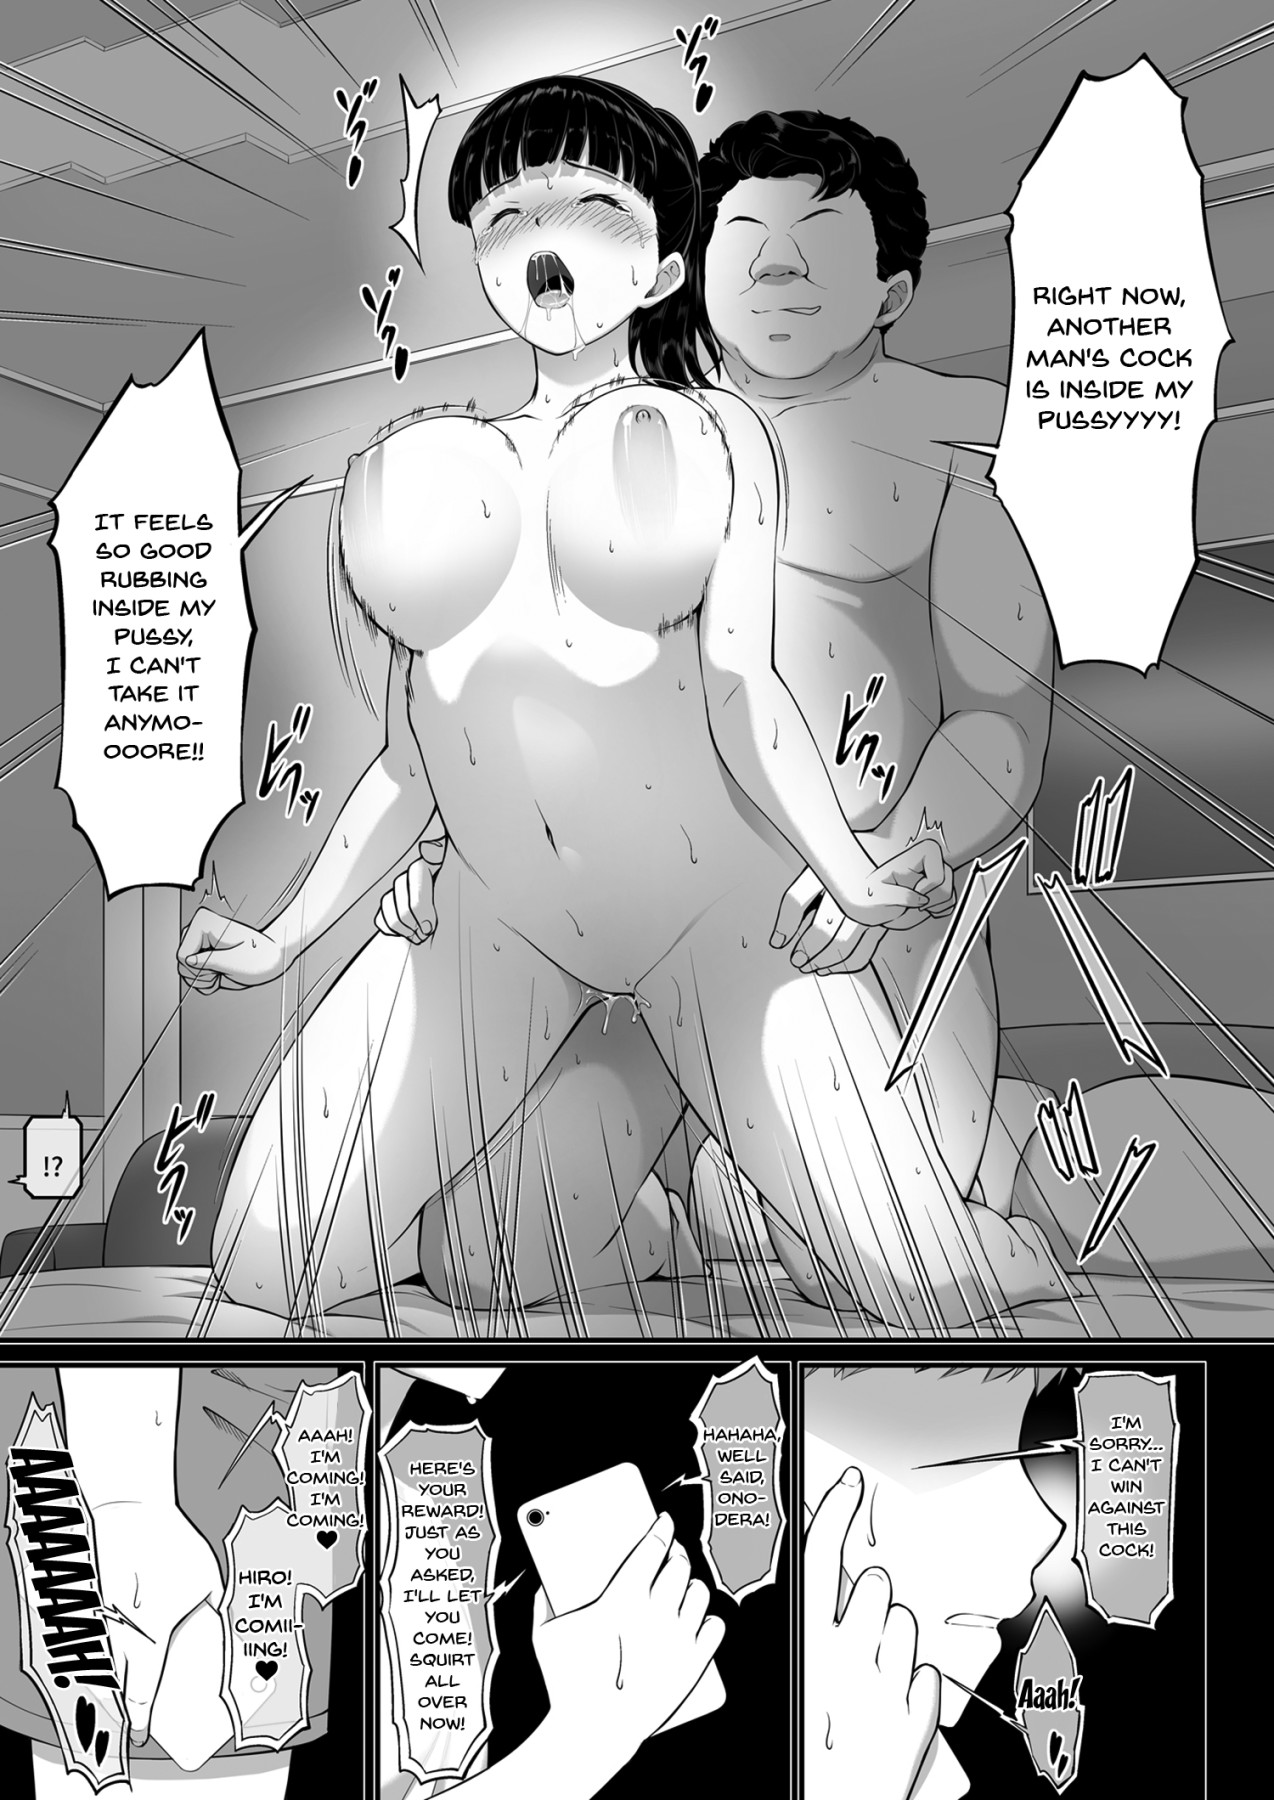 RIGHT NOW,
ANOTHER
MAN'S COCK
IS INSIDE MY
PUSSYYYY!
IT FEELS
SO GOOD
RUBBING
INSIDE MY
PUSSY,
I CAN'T
TAKE IT
ANYMO-
OOORE!!
!?
I'M
SORRY...
I CAN'T
WIN
AGAINST
THIS
COCK!
Aaah!
HAHAHA,
WELL
SAID,
ONO-
DERA!
HERE'S
YOUR
REWARD!
JUST AS
YOU
ASKED,
I'LL LET
YOU
COME!
SQUIRT
ALL
OVER
NOW!
AAAH!
I'M
COMING!
I'M
COMING!
♥
HIRO!
I'M
COMII-
IING!
♥